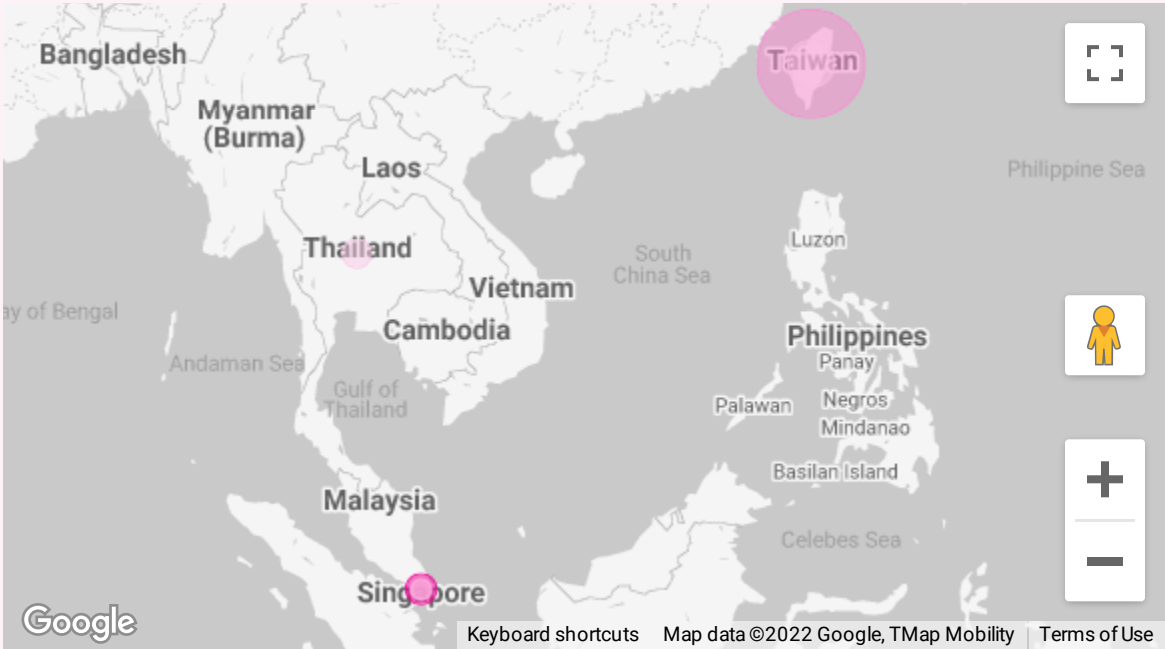 Bangladesh
Taiwan
Myanmar
(Burma)
Laos
Philippine Sea
Thailand
Luzon
South
China Sea
Vietnam
ay of Bengal
Cambodia
Philippines
Andaman Sea
Panay
Gulf of
Thailand
Negros
Palawan
Mindanao
Basilan Island
Malaysia
Celebes Sea
Singapore
Google
Keyboard shortcuts Map data ©2022 Google, TMap Mobility Terms of Use